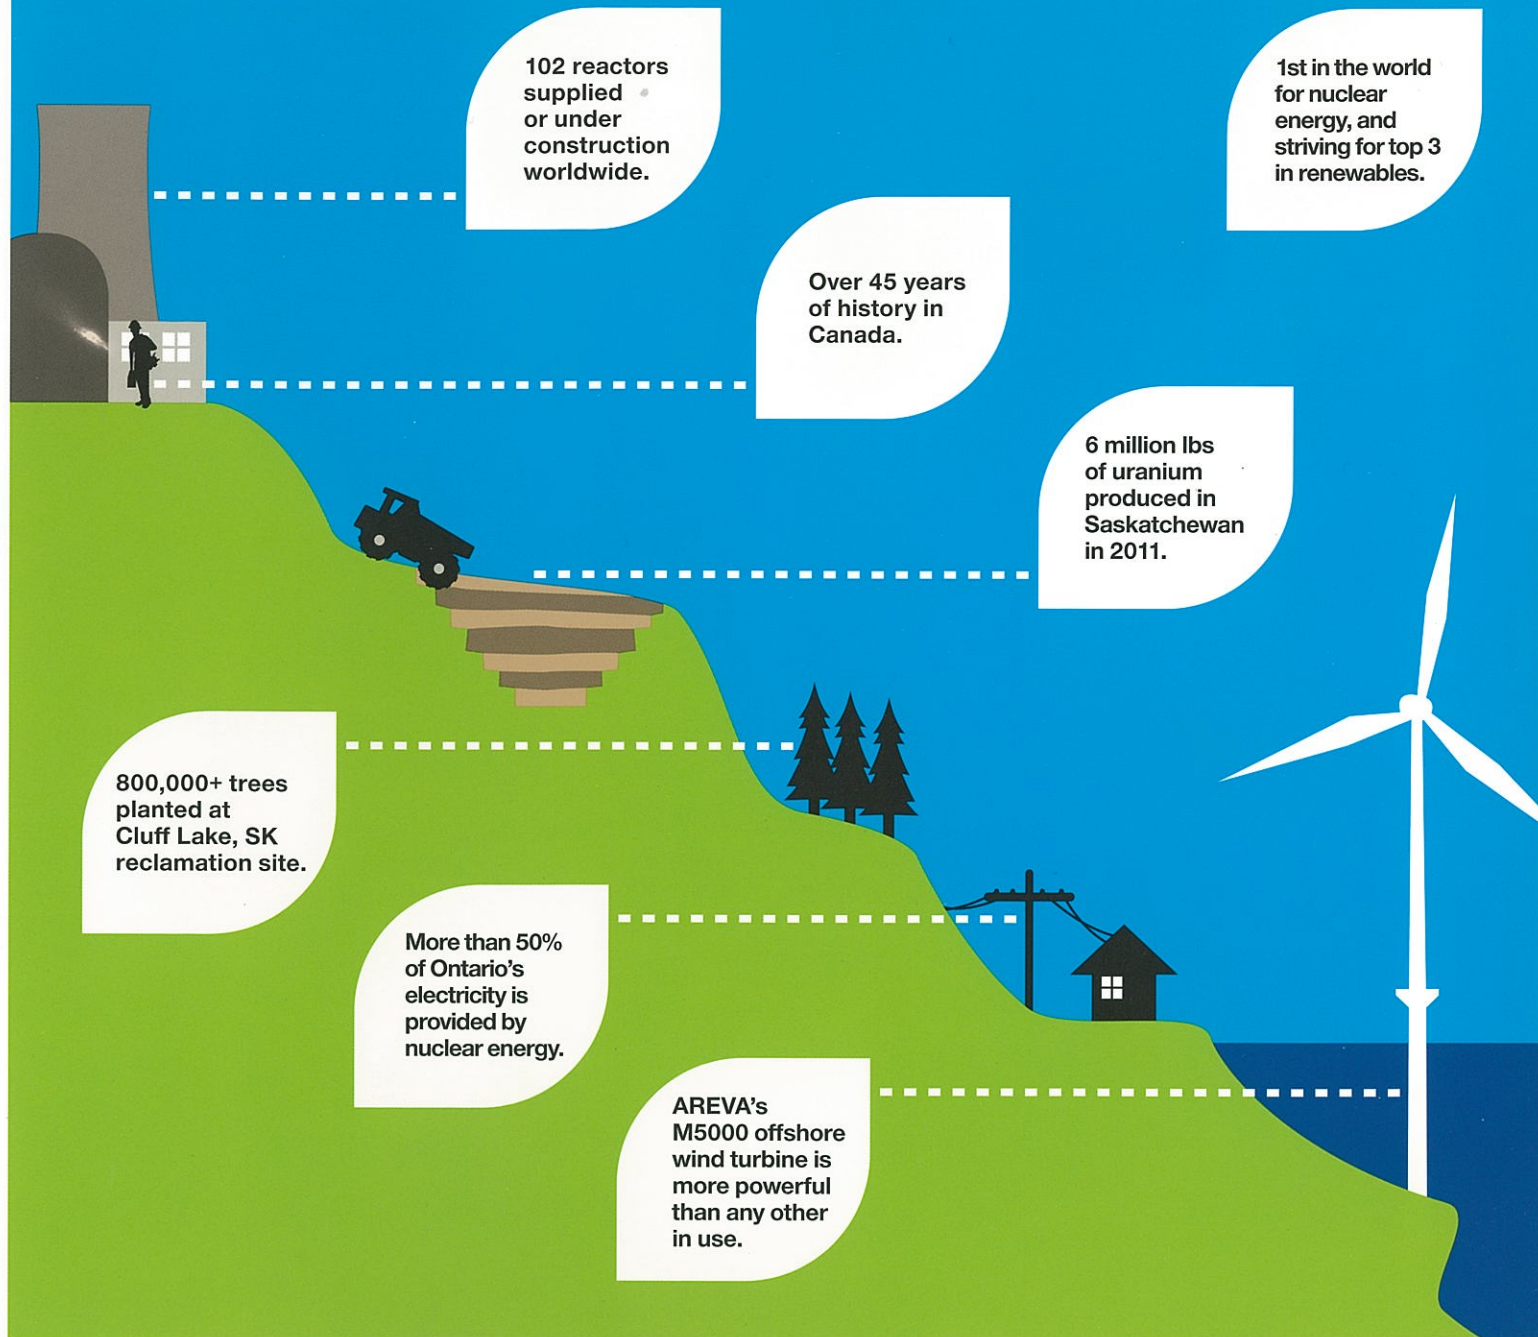 102 reactors
supplied
or under
construction
worldwide.
1st in the world
for nuclear
energy, and
striving for top 3
in renewables.
Over 45 years
of history in
Canada.
6 million lbs
of uranium
produced in
Saskatchewan
in 2011.
800,000+ trees
planted at
Cluff Lake, SK
reclamation site.
More than 50%
of Ontario's
electricity is
provided by
nuclear energy.
AREVA's
M5000 offshore
wind turbine is
more powerful
than any other
in use.